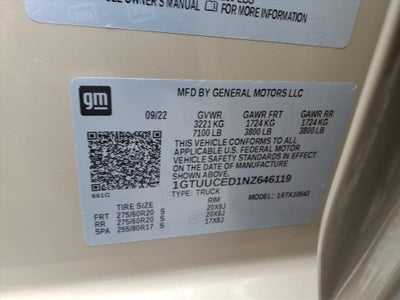 SEE OWNER'S MANUAL FOR MORE INFORMATION
gm
MFD BY GENERAL MOTORS LLC
09/22 GVWR GAWR FRT GAWR RR
3221 KG 1724 KG 1724 KG
7100 LB 3800 LB 3800 LB
THIS VEHICLE CONFORMS TO ALL APPLICABLE
FEDERAL MOTOR VEHICLE SAFETY STANDARDS IN EFFECT ON THE DATE
OF MANUFACTURE SHOWN ABOVE.
1GTUUCED1NZ646119
661G TYPE: TRUCK MODEL: 19TK10543
TIRE SIZE RIM
FRT 275/60R20 S 20X9J
RR 275/60R20 S 20X9J
SPA 255/80R17 S 17X8J